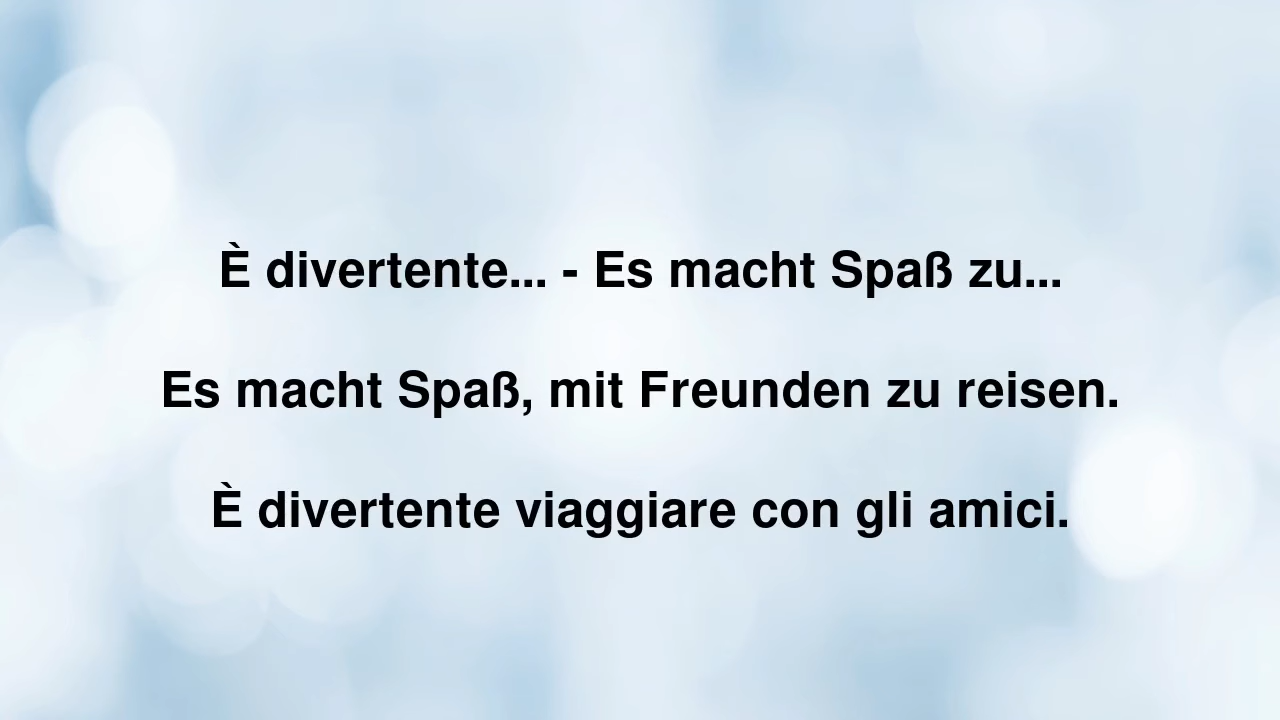 È divertente... - Es macht Spaß zu...
Es macht Spaß, mit Freunden zu reisen.
È divertente viaggiare con gli amici.